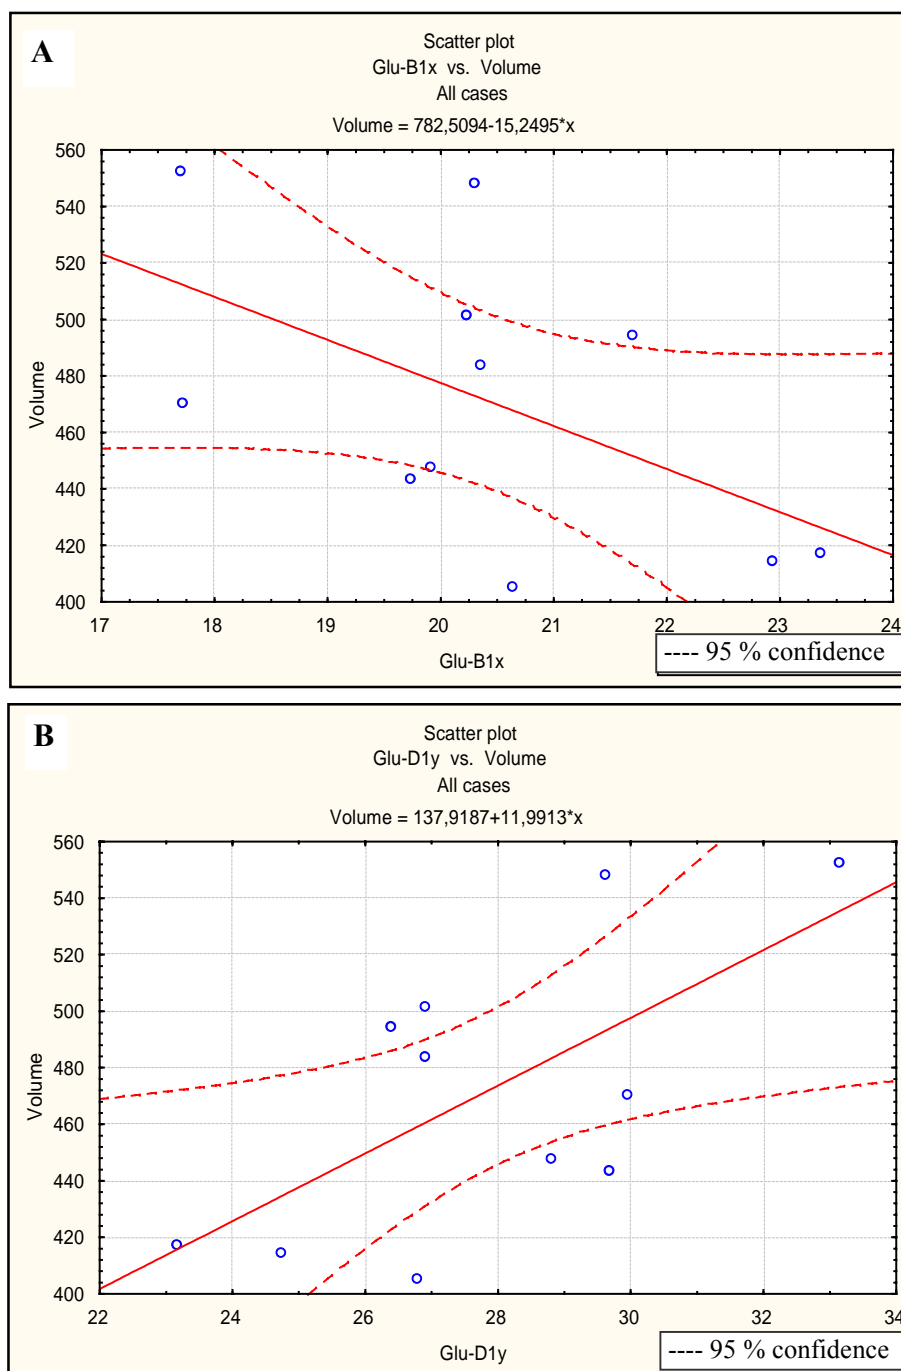 A
Scatter plot
Glu-B1x vs. Volume
All cases
Volume = 782,5094-15,2495*x
560
540
520
500
480
460
440
420
400
Volume
17 18 19 20 21 22 23 24
Glu-B1x
---- 95 % confidence
B
Scatter plot
Glu-D1y vs. Volume
All cases
Volume = 137,9187+11,9913*x
560
540
520
500
480
460
440
420
400
Volume
22 24 26 28 30 32 34
Glu-D1y
---- 95 % confidence